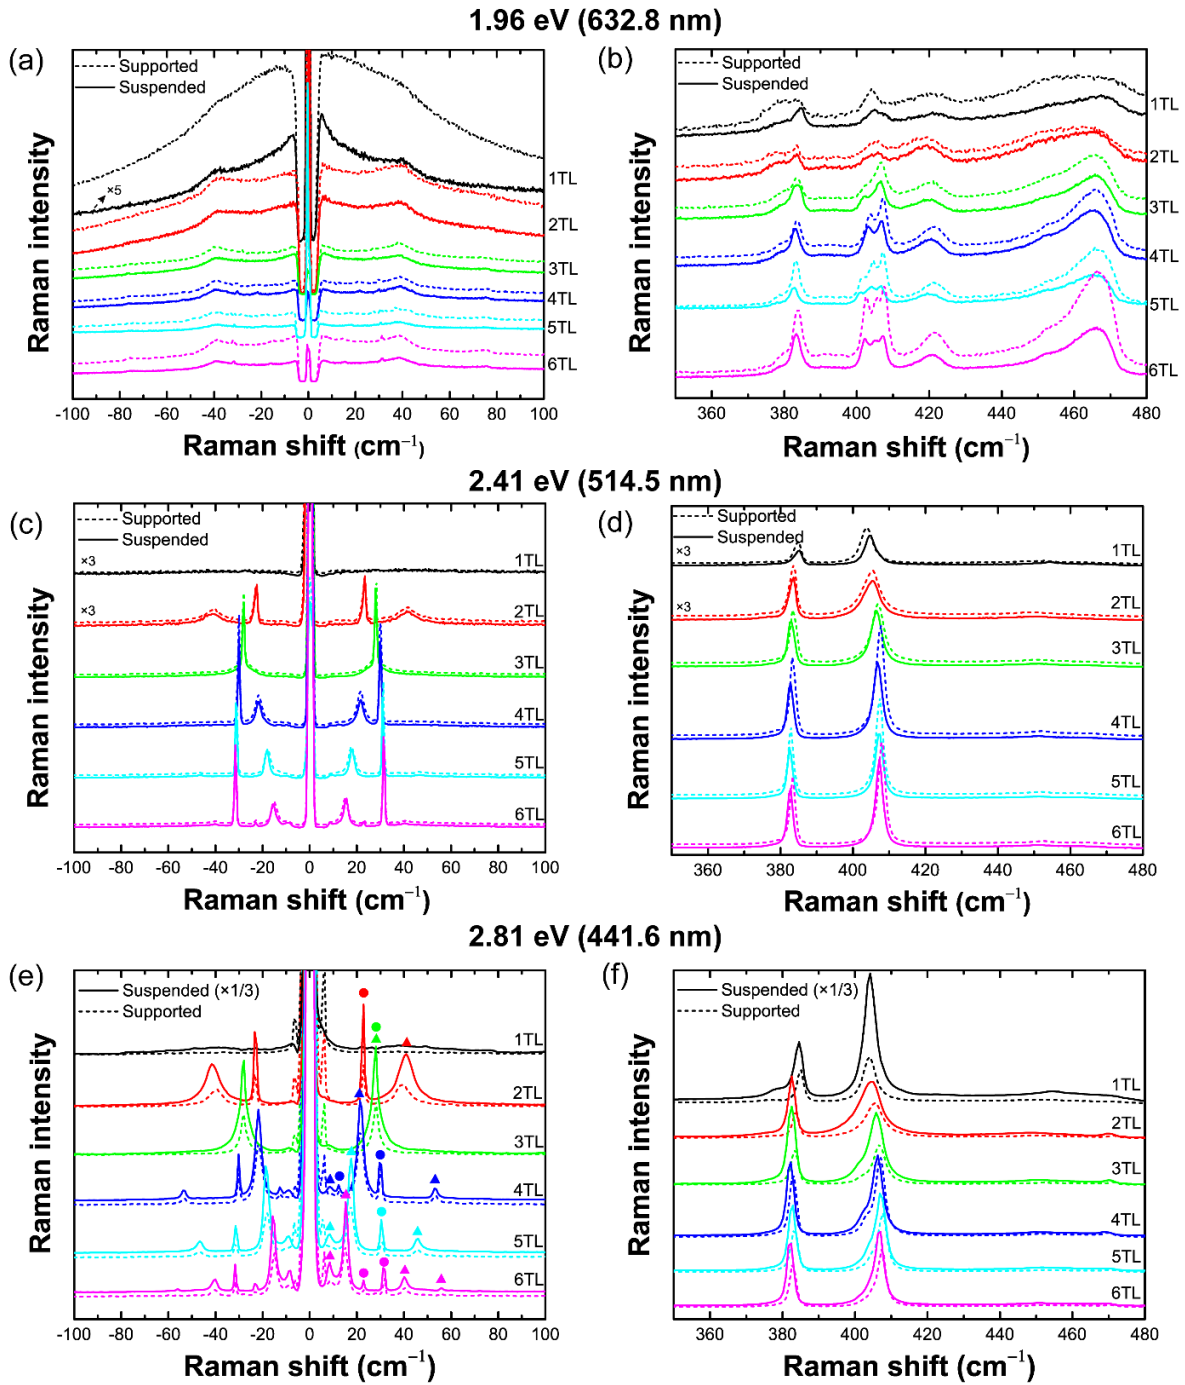 1.96 eV (632.8 nm)
(a)
Supported
Suspended
×5
1TL
2TL
3TL
4TL
5TL
6TL
-100 -80 -60 -40 -20 0 20 40 60 80 100
Raman shift (cm⁻¹)
Raman intensity
(b)
Supported
Suspended
1TL
2TL
3TL
4TL
5TL
6TL
360 380 400 420 440 460 480
Raman shift (cm⁻¹)
Raman intensity
2.41 eV (514.5 nm)
(c)
Supported
Suspended
×3
1TL
×3
2TL
3TL
4TL
5TL
6TL
-100 -80 -60 -40 -20 0 20 40 60 80 100
Raman shift (cm⁻¹)
Raman intensity
(d)
Supported
Suspended
×3
1TL
×3
2TL
3TL
4TL
5TL
6TL
360 380 400 420 440 460 480
Raman shift (cm⁻¹)
Raman intensity
2.81 eV (441.6 nm)
(e)
Suspended (×1/3)
Supported
1TL
2TL
3TL
4TL
5TL
6TL
-100 -80 -60 -40 -20 0 20 40 60 80 100
Raman shift (cm⁻¹)
Raman intensity
(f)
Suspended (×1/3)
Supported
1TL
2TL
3TL
4TL
5TL
6TL
360 380 400 420 440 460 480
Raman shift (cm⁻¹)
Raman intensity